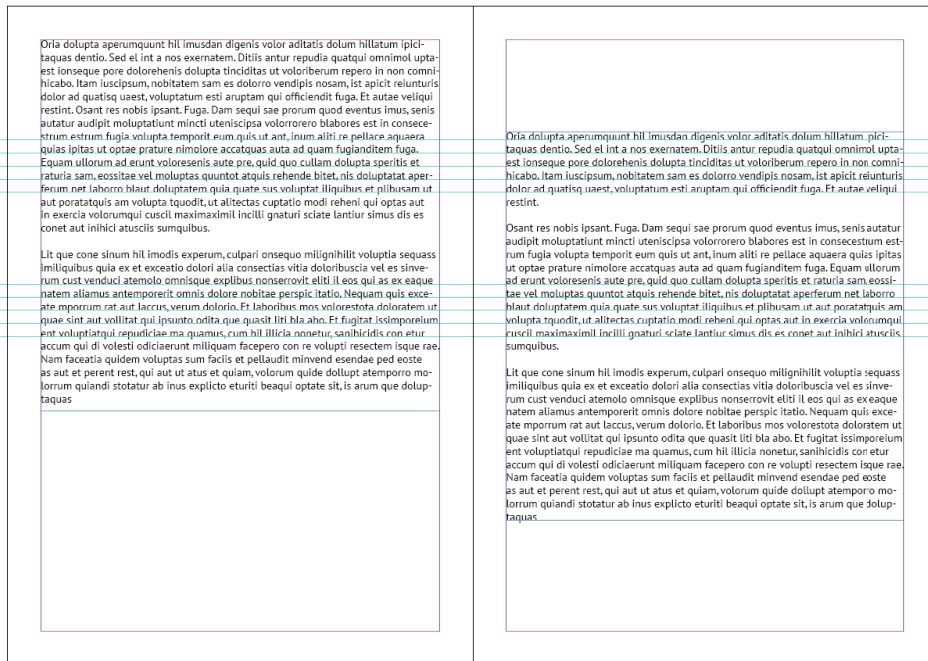 Oria dolupta aperumquunt hil imusdan digenis volor aditatis dolum hillatum ipici-
taquas dentio. Sed el int a nos exernatem. Ditiis antur repudia quatqui omnimol upta-
est ionseque pore dolorehenis dolupta tinciditas ut voloriberum repero in non comni-
hicabo. Itam iuscipsum, nobitatem sam es dolorro vendipis nosam, ist apicit reiunturis
dolor ad quatisq uaest, voluptatum esti aruptam qui officiendit fuga. Et autae veliqui
restint. Osant res nobis ipsant. Fuga. Dam sequi sae prorum quod eventus imus, senis
autatur audipit moluptatiunt mincti uteniscipsa volorrorero blabores est in consece-
strum estrum fugia volupta temporit eum quis ut ant, inum aliti re pellace aquaera
quias ipitas ut optae prature nimolore accatquas auta ad quam fugianditem fuga.
Equam ullorum ad erunt voloresenis aute pre, quid quo cullam dolupta speritis et
raturia sam, eossitae vel moluptas quuntot atquis rehende bitet, nis doluptatat aper-
ferum net laborro blaut doluptatem quia quate sus voluptat iliquibus et plibusam ut
aut poratatquis am volupta tquodit, ut alitectas cuptatio modi reheni qui optas aut
in exercia volorumqui cuscil maximaximil incilli gnaturi sciate lantiur simus dis es
conet aut inihici atusciis sumquibus.
Lit que cone sinum hil imodis experum, culpari onsequo milignihilit voluptia sequass
imiliquibus quia ex et exceatio dolori alia consectias vitia doloribuscia vel es sinve-
rum cust venduci atemolo omnisque explibus nonserrovit eliti il eos qui as ex eaque
natem aliamus antemporerit omnis dolore nobitae perspic itatio. Nequam quis exce-
ate mporrum rat aut laccus, verum dolorio. Et laboribus mos volorestota doloratem ut
quae sint aut vollitat qui ipsunto odita que quasit liti bla abo. Et fugitat issimporeium
ent voluptiatqui repudiciae ma quamus, cum hil illicia nonetur, sanihicidis con etur
accum qui di volesti odiciaerunt miliquam facepero con re volupti resectem isque rae.
Nam faceatia quidem voluptas sum faciis et pellaudit minvend esendae ped eoste
as aut et perent rest, qui aut ut atus et quiam, volorum quide dollupt atemporro mo-
lorrum quiandi stotatur ab inus explicto eturiti beaqui optate sit, is arum que dolup-
taquas
Oria dolupta aperumquunt hil imusdan digenis volor aditatis dolum hillatum ipici-
taquas dentio. Sed el int a nos exernatem. Ditiis antur repudia quatqui omnimol upta-
est ionseque pore dolorehenis dolupta tinciditas ut voloriberum repero in non comni-
hicabo. Itam iuscipsum, nobitatem sam es dolorro vendipis nosam, ist apicit reiunturis
dolor ad quatisq uaest, voluptatum esti aruptam qui officiendit fuga. Et autae veliqui
restint.
Osant res nobis ipsant. Fuga. Dam sequi sae prorum quod eventus imus, senis autatur
audipit moluptatiunt mincti uteniscipsa volorrorero blabores est in consecestrum est-
rum fugia volupta temporit eum quis ut ant, inum aliti re pellace aquaera quias ipitas
ut optae prature nimolore accatquas auta ad quam fugianditem fuga. Equam ullorum
ad erunt voloresenis aute pre, quid quo cullam dolupta speritis et raturia sam, eossi-
tae vel moluptas quuntot atquis rehende bitet, nis doluptatat aperferum net laborro
blaut doluptatem quia quate sus voluptat iliquibus et plibusam ut aut poratatquis am
volupta tquodit, ut alitectas cuptatio modi reheni qui optas aut in exercia volorumqui
cuscil maximaximil incilli gnaturi sciate lantiur simus dis es conet aut inihici atusciis
sumquibus.
Lit que cone sinum hil imodis experum, culpari onsequo milignihilit voluptia sequass
imiliquibus quia ex et exceatio dolori alia consectias vitia doloribuscia vel es sinve-
rum cust venduci atemolo omnisque explibus nonserrovit eliti il eos qui as ex eaque
natem aliamus antemporerit omnis dolore nobitae perspic itatio. Nequam quis exce-
ate mporrum rat aut laccus, verum dolorio. Et laboribus mos volorestota doloratem ut
quae sint aut vollitat qui ipsunto odita que quasit liti bla abo. Et fugitat issimporeium
ent voluptiatqui repudiciae ma quamus, cum hil illicia nonetur, sanihicidis con etur
accum qui di volesti odiciaerunt miliquam facepero con re volupti resectem isque rae.
Nam faceatia quidem voluptas sum faciis et pellaudit minvend esendae ped eoste
as aut et perent rest, qui aut ut atus et quiam, volorum quide dollupt atemporro mo-
lorrum quiandi stotatur ab inus explicto eturiti beaqui optate sit, is arum que dolup-
taquas